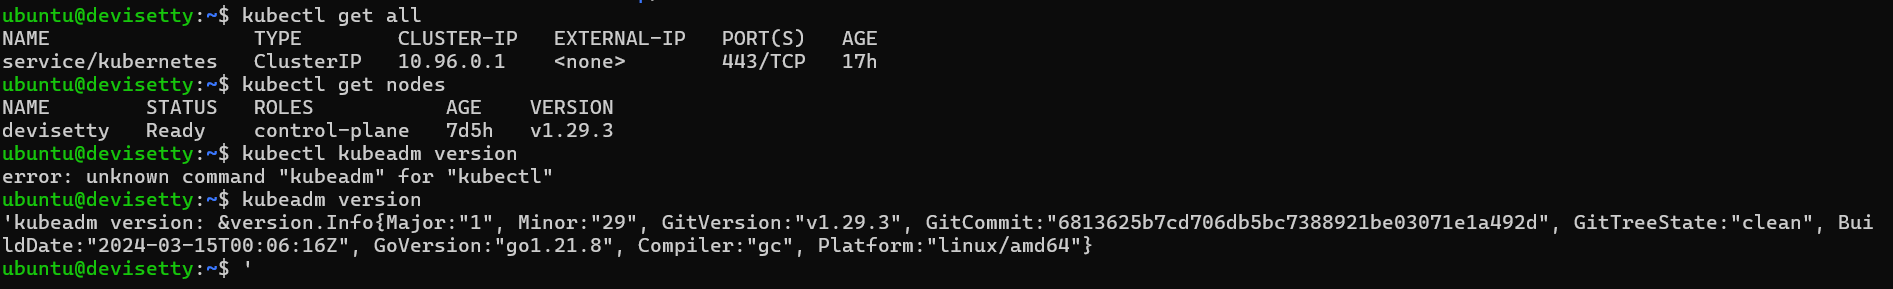 ubuntu@devisetty:~$ kubectl get all
NAME                 TYPE        CLUSTER-IP   EXTERNAL-IP   PORT(S)   AGE
service/kubernetes   ClusterIP   10.96.0.1    <none>        443/TCP   17h
ubuntu@devisetty:~$ kubectl get nodes
NAME        STATUS   ROLES           AGE    VERSION
devisetty   Ready    control-plane   7d5h   v1.29.3
ubuntu@devisetty:~$ kubectl kubeadm version
error: unknown command "kubeadm" for "kubectl"
ubuntu@devisetty:~$ kubeadm version
'kubeadm version: &version.Info{Major:"1", Minor:"29", GitVersion:"v1.29.3", GitCommit:"6813625b7cd706db5bc7388921be03071e1a492d", GitTreeState:"clean", Bui
ldDate:"2024-03-15T00:06:16Z", GoVersion:"go1.21.8", Compiler:"gc", Platform:"linux/amd64"}
ubuntu@devisetty:~$ '